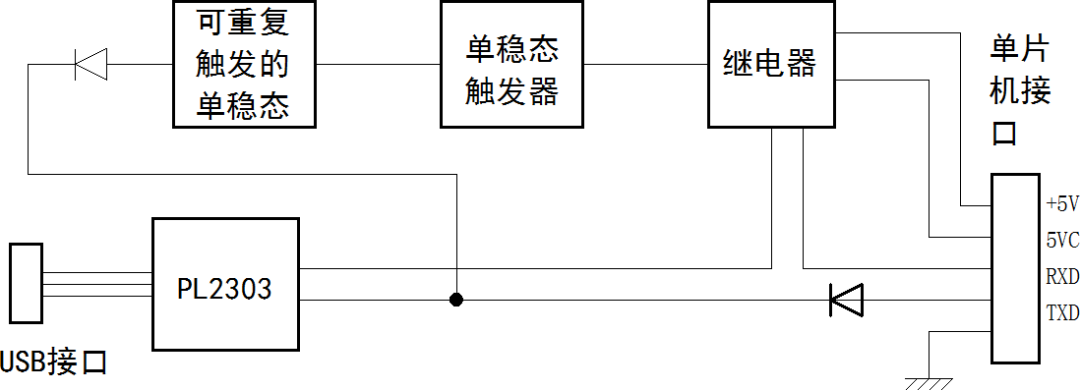 可重复
触发的
单稳态
单稳态
触发器
继电器
单片
机接
口
+5V
5VC
RXD
TXD
PL2303
USB接口